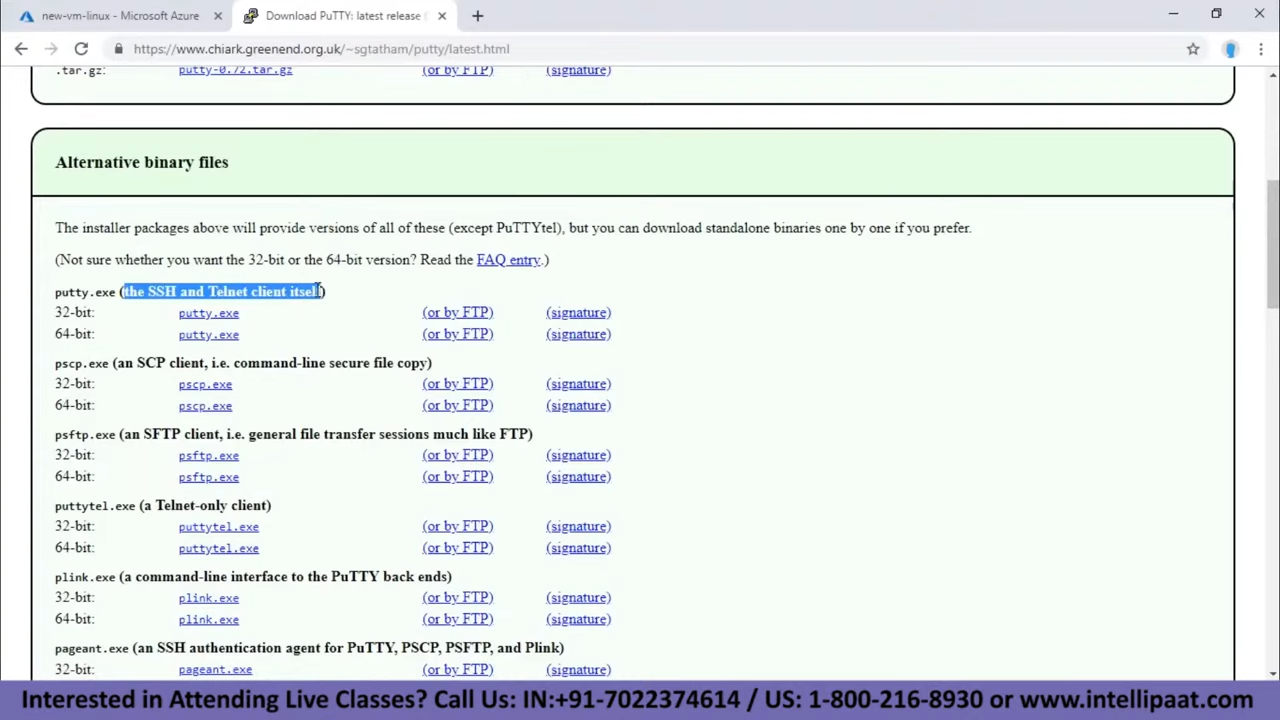 new-vm-linux - Microsoft Azure
Download PuTTY: latest release (
https://www.chiark.greenend.org.uk/~sgtatham/putty/latest.html
.tar.gz: putty-0.72.tar.gz (or by FTP) (signature)
Alternative binary files
The installer packages above will provide versions of all of these (except PuTTYtel), but you can download standalone binaries one by one if you prefer.
(Not sure whether you want the 32-bit or the 64-bit version? Read the FAQ entry.)
putty.exe (the SSH and Telnet client itself)
32-bit: putty.exe (or by FTP) (signature)
64-bit: putty.exe (or by FTP) (signature)
pscp.exe (an SCP client, i.e. command-line secure file copy)
32-bit: pscp.exe (or by FTP) (signature)
64-bit: pscp.exe (or by FTP) (signature)
psftp.exe (an SFTP client, i.e. general file transfer sessions much like FTP)
32-bit: psftp.exe (or by FTP) (signature)
64-bit: psftp.exe (or by FTP) (signature)
puttytel.exe (a Telnet-only client)
32-bit: puttytel.exe (or by FTP) (signature)
64-bit: puttytel.exe (or by FTP) (signature)
plink.exe (a command-line interface to the PuTTY back ends)
32-bit: plink.exe (or by FTP) (signature)
64-bit: plink.exe (or by FTP) (signature)
pageant.exe (an SSH authentication agent for PuTTY, PSCP, PSFTP, and Plink)
32-bit: pageant.exe (or by FTP) (signature)
Interested in Attending Live Classes? Call Us: IN:+91-7022374614 / US: 1-800-216-8930 or www.intellipaat.com